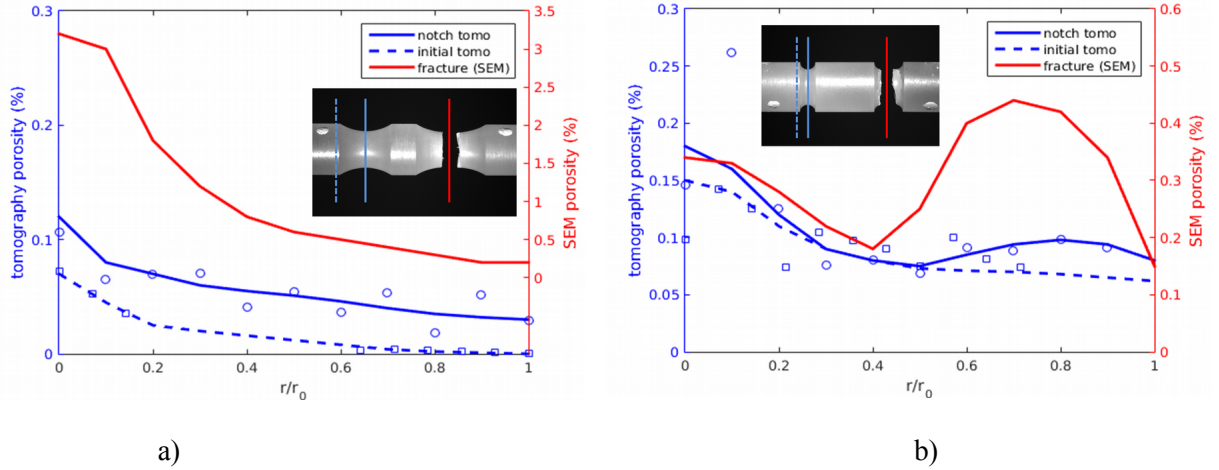 notch tomo
initial tomo
fracture (SEM)
tomography porosity (%)
0.3
0.2
0.1
0
3.5
3
2.5
2
1.5
1
0.5
0
SEM porosity (%)
0
0.2
0.4
0.6
0.8
1
r/r0
a)
notch tomo
initial tomo
fracture (SEM)
tomography porosity (%)
0.3
0.25
0.2
0.15
0.1
0.05
0
0.6
0.5
0.4
0.3
0.2
0.1
0
SEM porosity (%)
0
0.2
0.4
0.6
0.8
1
r/r0
b)